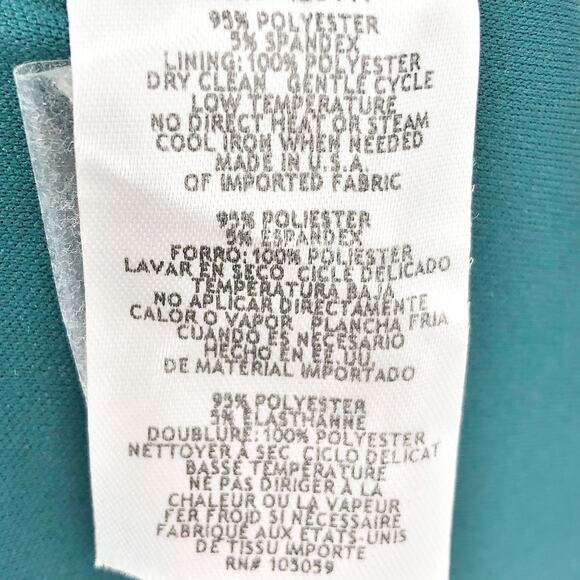 95% POLYESTER
5% SPANDEX
LINING: 100% POLYESTER
DRY CLEAN GENTLE CYCLE
LOW TEMPERATURE
NO DIRECT HEAT OR STEAM
COOL IRON WHEN NEEDED
MADE IN U.S.A.
OF IMPORTED FABRIC
95% POLIESTER
5% ESPANDEX
FORRO: 100% POLIESTER
LAVAR EN SECO CICLE DELICADO
TEMPERATURA BAJA
NO APLICAR DIRECTAMENTE
CALOR O VAPOR PLANCHA FRIA
CUANDO ES NECESARIO
HECHO EN EE.UU.
DE MATERIAL IMPORTADO
95% POLYESTER
5% ELASTHANNE
DOUBLURE: 100% POLYESTER
NETTOYER A SEC CICLO DELICAT
BASSE TEMPÉRATURE
NE PAS DIRIGER À LA
CHALEUR OU LA VAPEUR
FER FROID SI NÉCESSAIRE
FABRIQUÉ AUX ÉTATS-UNIS
DE TISSU IMPORTE
RN# 103059